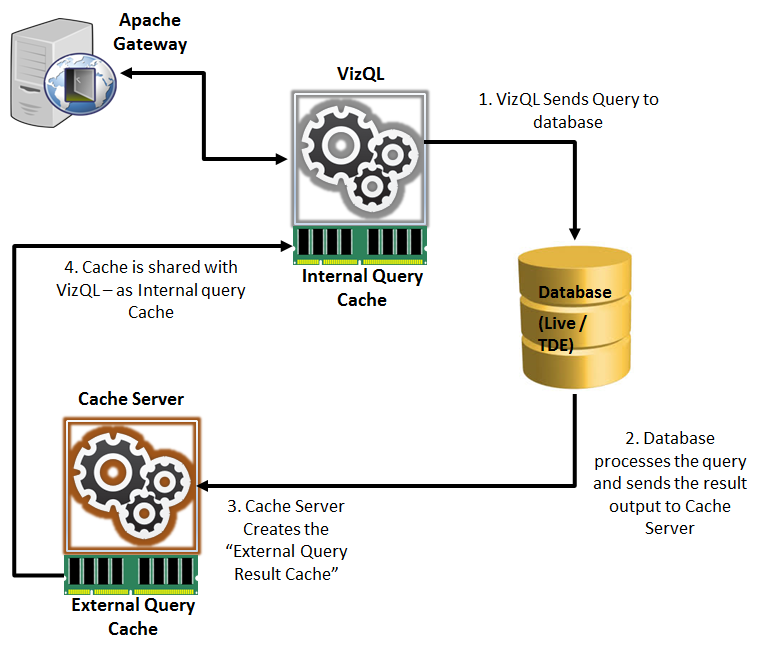 Apache
Gateway
VizQL
1. VizQL Sends Query to
database
Internal Query
Cache
4. Cache is shared with
VizQL – as Internal query
Cache
Database
(Live /
TDE)
Cache Server
2. Database
processes the query
and sends the result
output to Cache
Server
3. Cache Server
Creates the
“External Query
Result Cache”
External Query
Cache